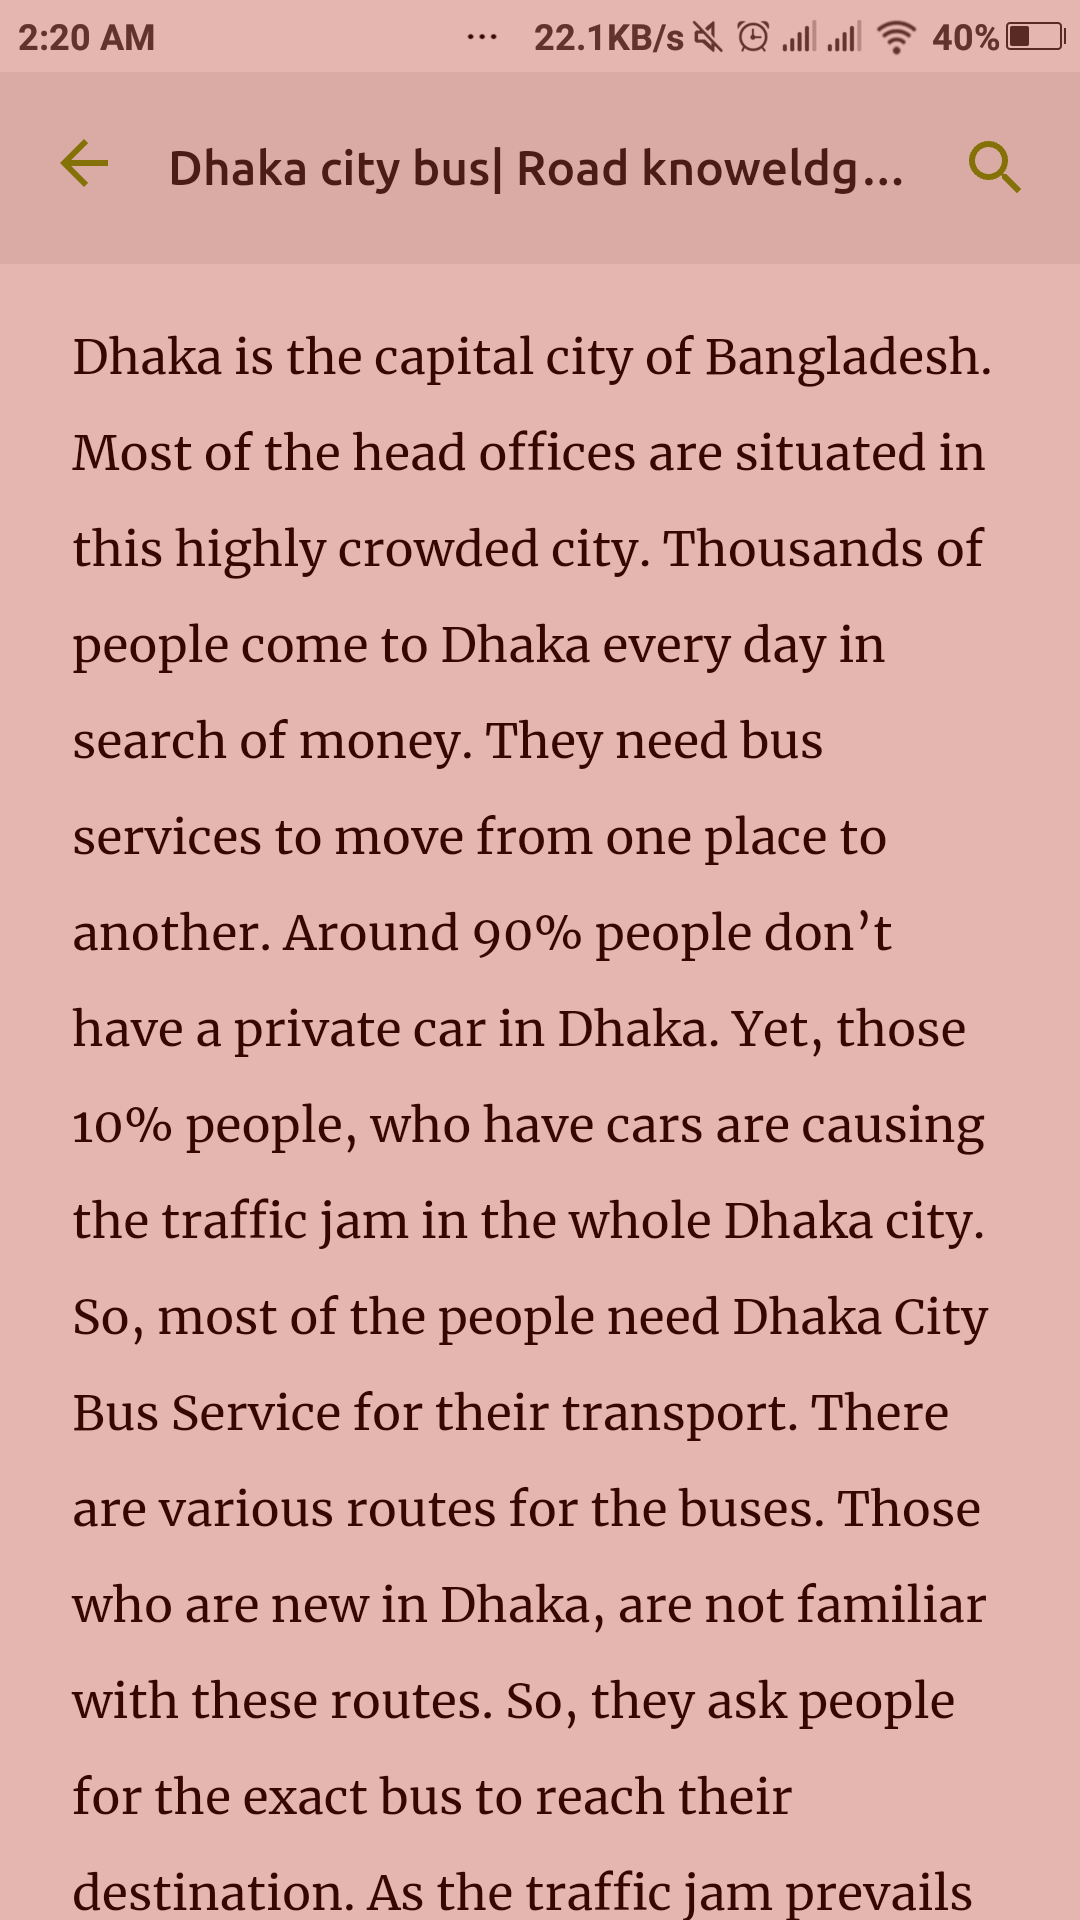 2:20 AM ... 22.1KB/s 40%
Dhaka city bus| Road knoweldg...
Dhaka is the capital city of Bangladesh.
Most of the head offices are situated in
this highly crowded city. Thousands of
people come to Dhaka every day in
search of money. They need bus
services to move from one place to
another. Around 90% people don’t
have a private car in Dhaka. Yet, those
10% people, who have cars are causing
the traffic jam in the whole Dhaka city.
So, most of the people need Dhaka City
Bus Service for their transport. There
are various routes for the buses. Those
who are new in Dhaka, are not familiar
with these routes. So, they ask people
for the exact bus to reach their
destination. As the traffic jam prevails